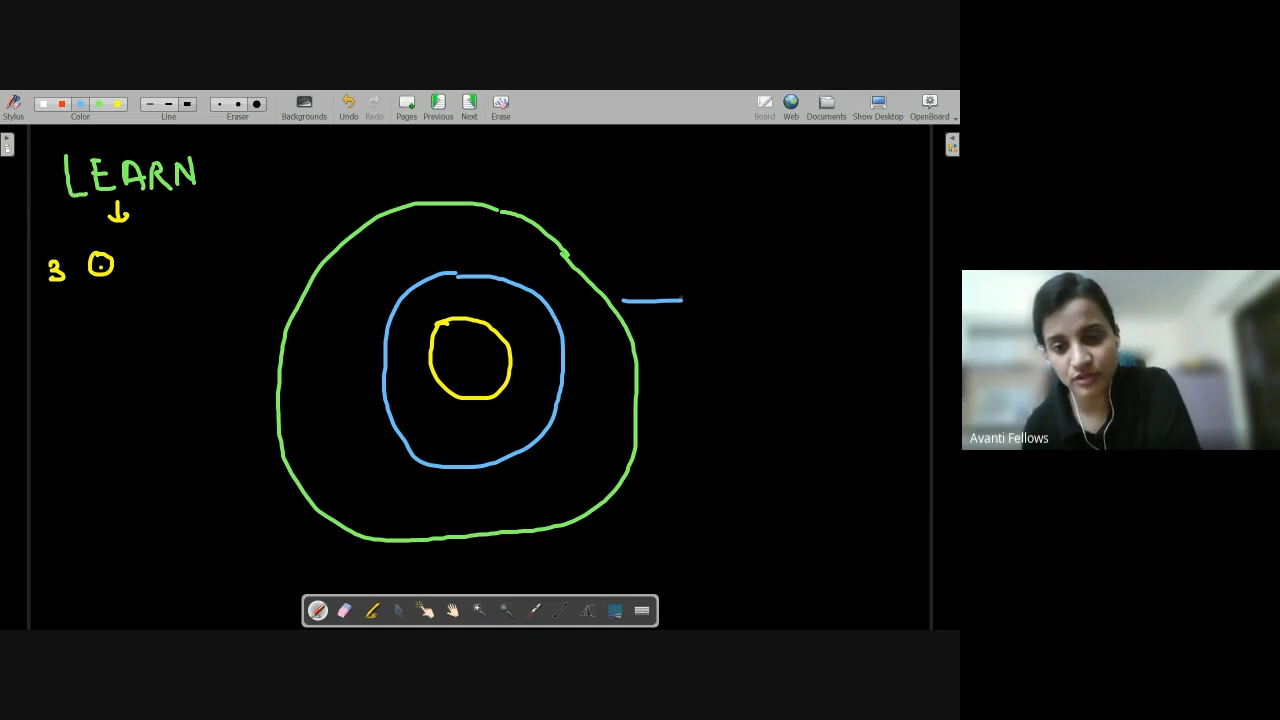 Stylus
Color
Line
Eraser
Backgrounds
Undo
Redo
Pages
Previous
Next
Erase
Board
Web
Documents
Show Desktop
OpenBoard
LEARN
3
Avanti Fellows